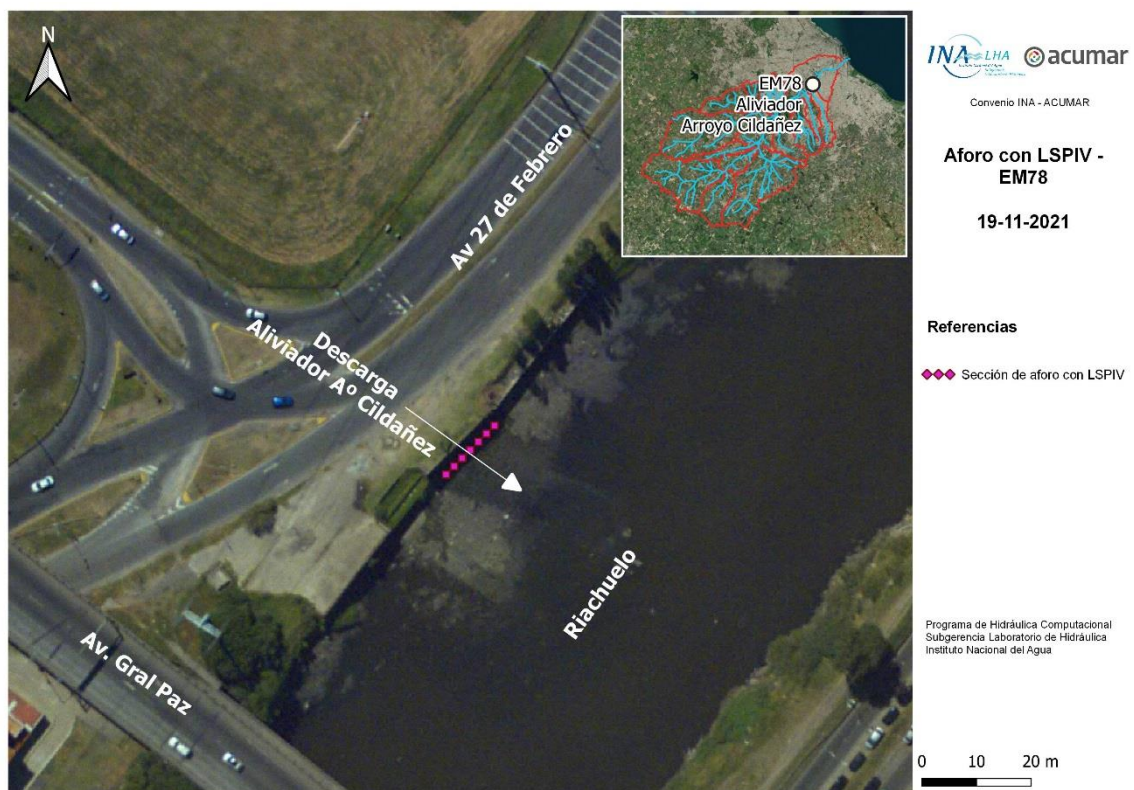 N
Av 27 de Febrero
Descarga
Aliviador Aº Cildañez
Riachuelo
Av. Gral Paz
EM78
Aliviador
Arroyo Cildañez
INA LHA
acumar
Convenio INA - ACUMAR
Aforo con LSPIV -
EM78
19-11-2021
Referencias
Sección de aforo con LSPIV
Programa de Hidráulica Computacional
Subgerencia Laboratorio de Hidráulica
Instituto Nacional del Agua
0 10 20 m